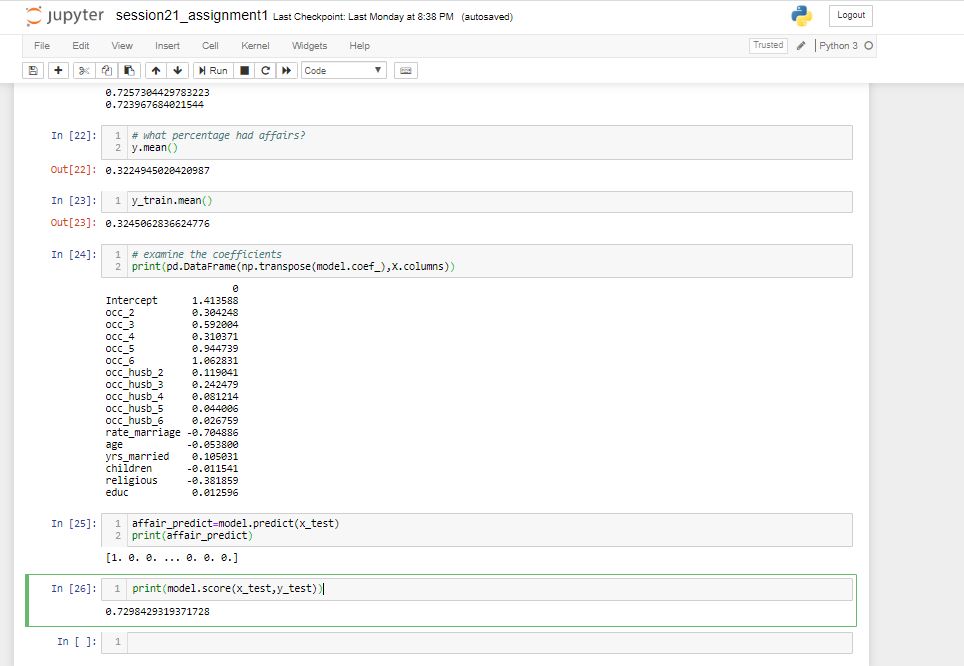 jupyter session21_assignment1 Last Checkpoint: Last Monday at 8:38 PM (autosaved) Logout
File Edit View Insert Cell Kernel Widgets Help Trusted Python 3
Run Code
0.7257304429783223
0.723967684021544
In [22]: 1 # what percentage had affairs?
2 y.mean()
Out[22]: 0.3224945020420987
In [23]: 1 y_train.mean()
Out[23]: 0.3245062836624776
In [24]: 1 # examine the coefficients
2 print(pd.DataFrame(np.transpose(model.coef_),X.columns))
0
Intercept 1.413588
occ_2 0.304248
occ_3 0.592004
occ_4 0.310371
occ_5 0.944739
occ_6 1.062831
occ_husb_2 0.119041
occ_husb_3 0.242479
occ_husb_4 0.081214
occ_husb_5 0.044006
occ_husb_6 0.026759
rate_marriage -0.704886
age -0.053800
yrs_married 0.105031
children -0.011541
religious -0.381859
educ 0.012596
In [25]: 1 affair_predict=model.predict(x_test)
2 print(affair_predict)
[1. 0. 0. ... 0. 0. 0.]
In [26]: 1 print(model.score(x_test,y_test))
0.7298429319371728
In [ ]: 1